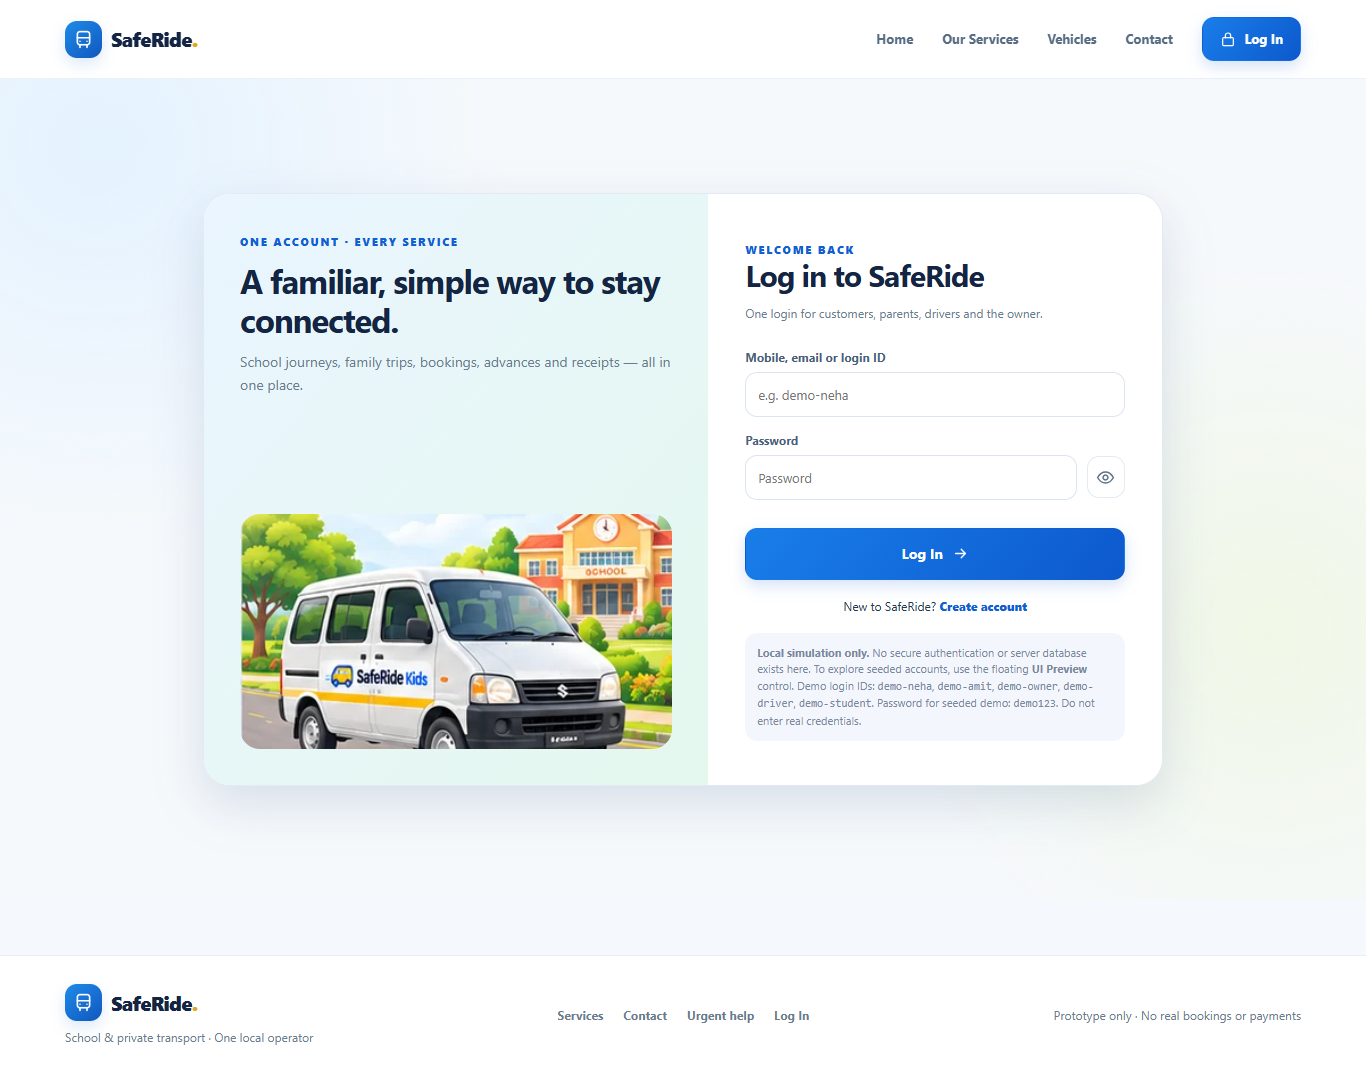 SafeRide.
Home
Our Services
Vehicles
Contact
Log In
ONE ACCOUNT · EVERY SERVICE
A familiar, simple way to stay
connected.
School journeys, family trips, bookings, advances and receipts — all in
one place.
SCHOOL
SafeRide Kids
WELCOME BACK
Log in to SafeRide
One login for customers, parents, drivers and the owner.
Mobile, email or login ID
e.g. demo-neha
Password
Password
Log In →
New to SafeRide? Create account
Local simulation only. No secure authentication or server database
exists here. To explore seeded accounts, use the floating UI Preview
control. Demo login IDs: demo-neha, demo-amit, demo-owner, demo-
driver, demo-student. Password for seeded demo: demo123. Do not
enter real credentials.
SafeRide.
School & private transport · One local operator
Services
Contact
Urgent help
Log In
Prototype only · No real bookings or payments